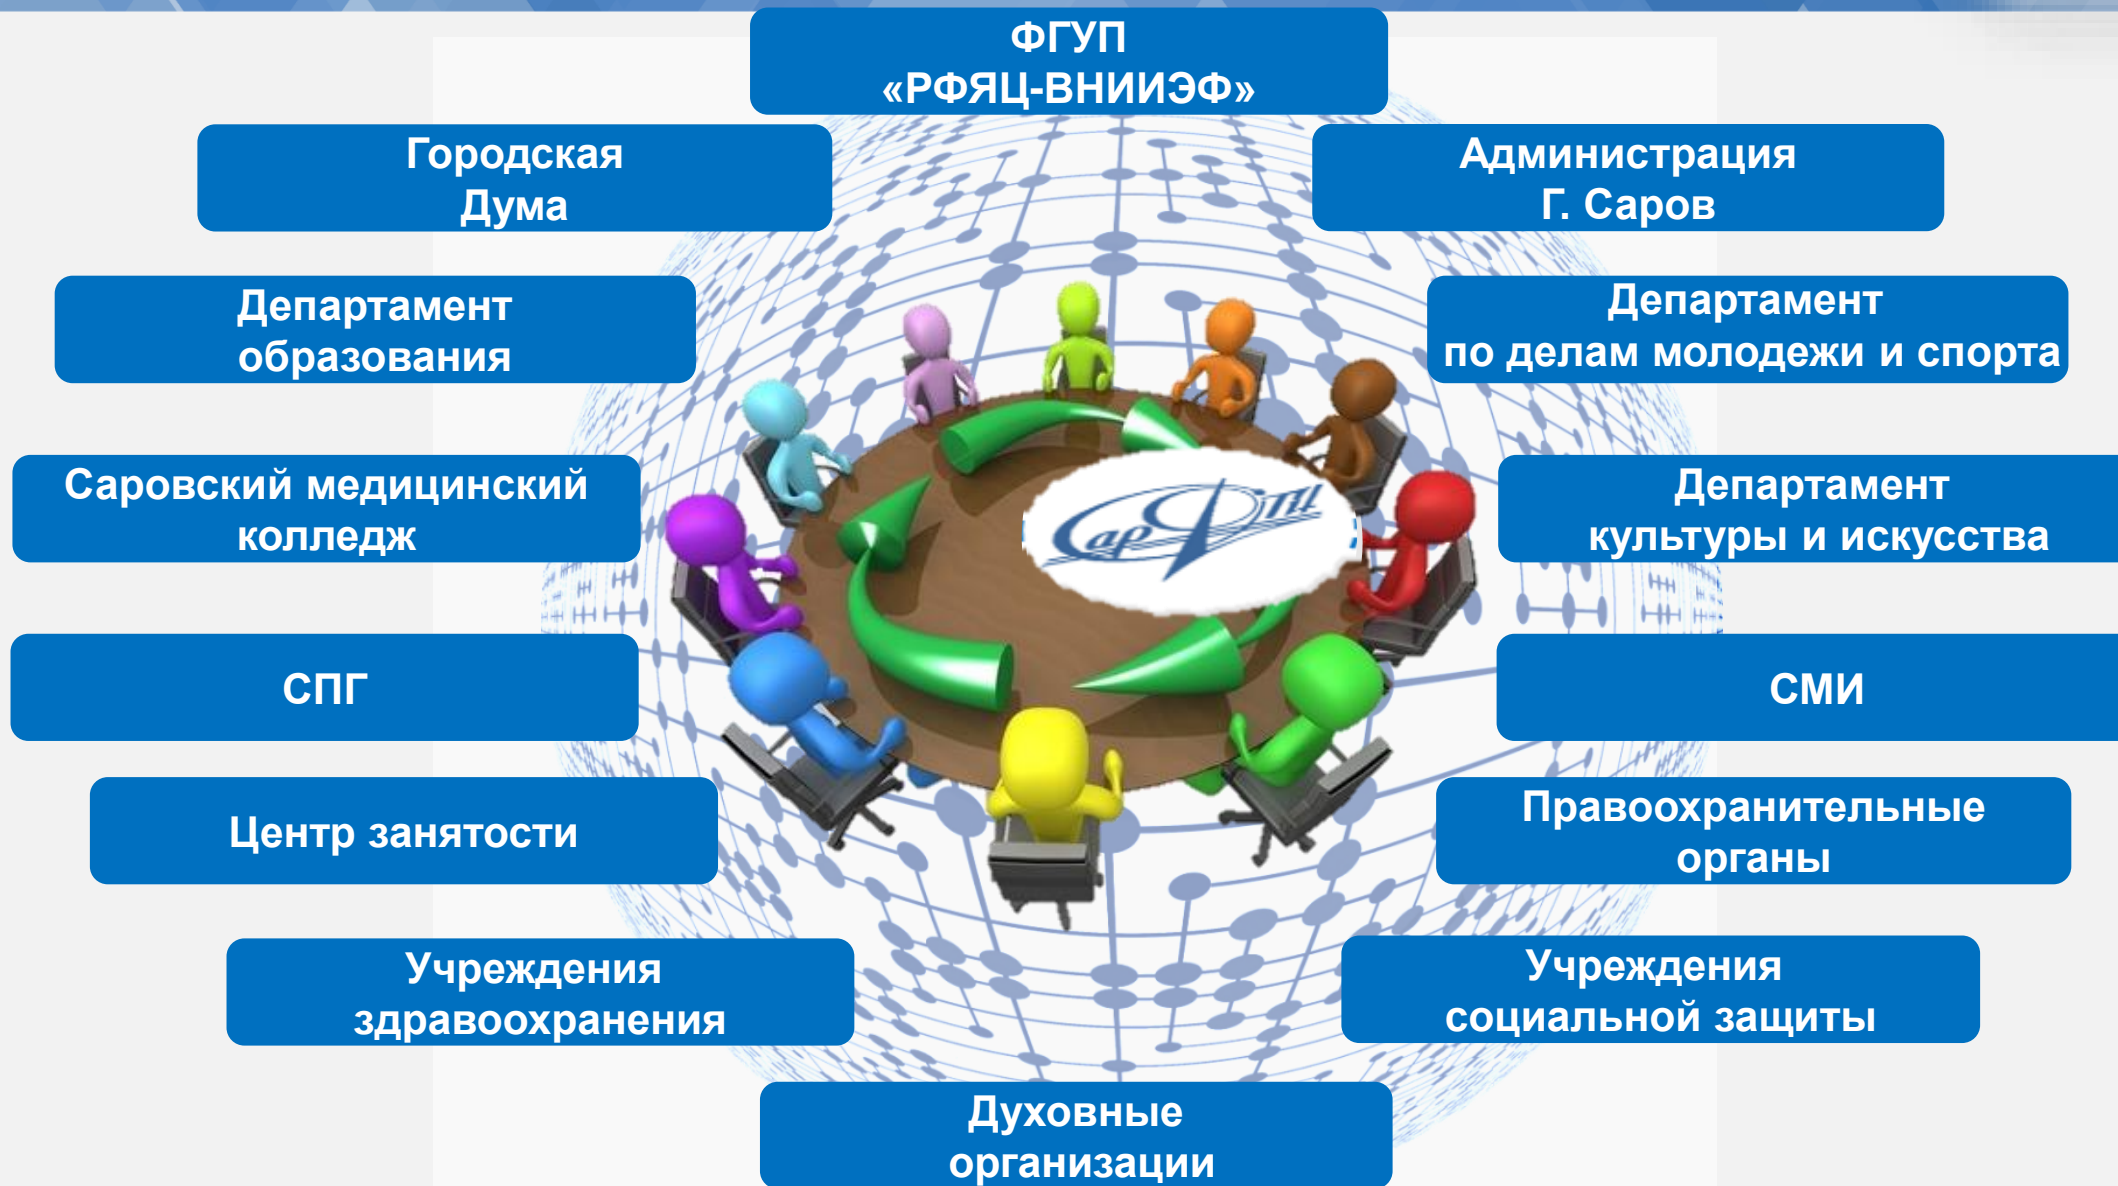 ФГУП
«РФЯЦ-ВНИИЭФ»
Городская
Дума
Администрация
Г. Саров
Департамент
образования
Департамент
по делам молодежи и спорта
Саровский медицинский
колледж
СарФТИ
Департамент
культуры и искусства
СПГ
СМИ
Центр занятости
Правоохранительные
органы
Учреждения
здравоохранения
Учреждения
социальной защиты
Духовные
организации